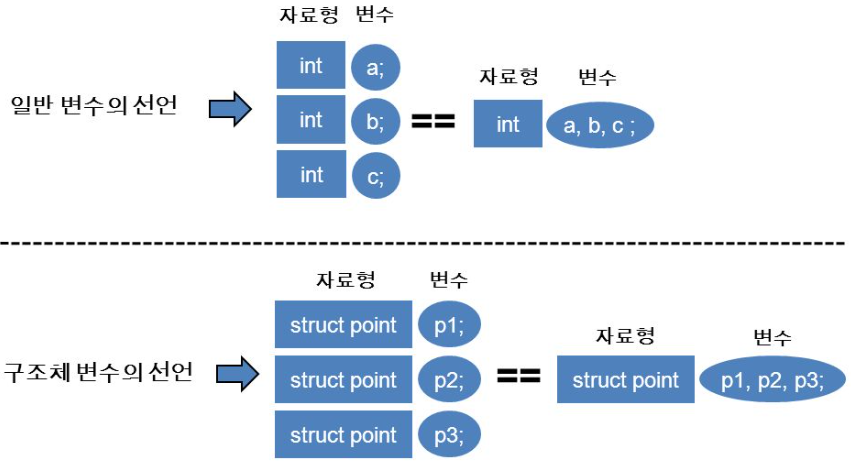 자료형 변수
일반 변수의 선언
int a;
int b;
int c;
==
자료형 변수
int a, b, c ;
자료형 변수
구조체 변수의 선언
struct point p1;
struct point p2;
struct point p3;
==
자료형 변수
struct point p1, p2, p3;